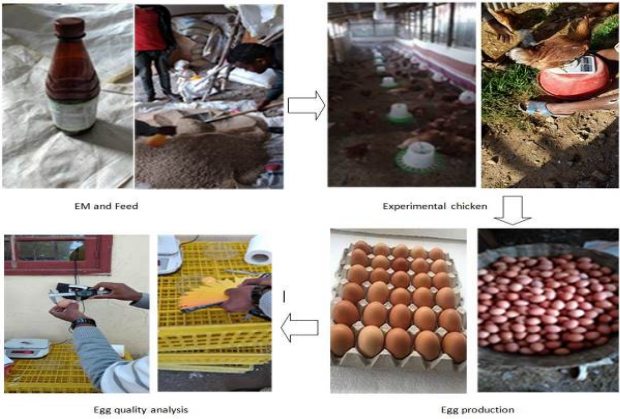 EM and Feed
Experimental chicken
Egg quality analysis
Egg production